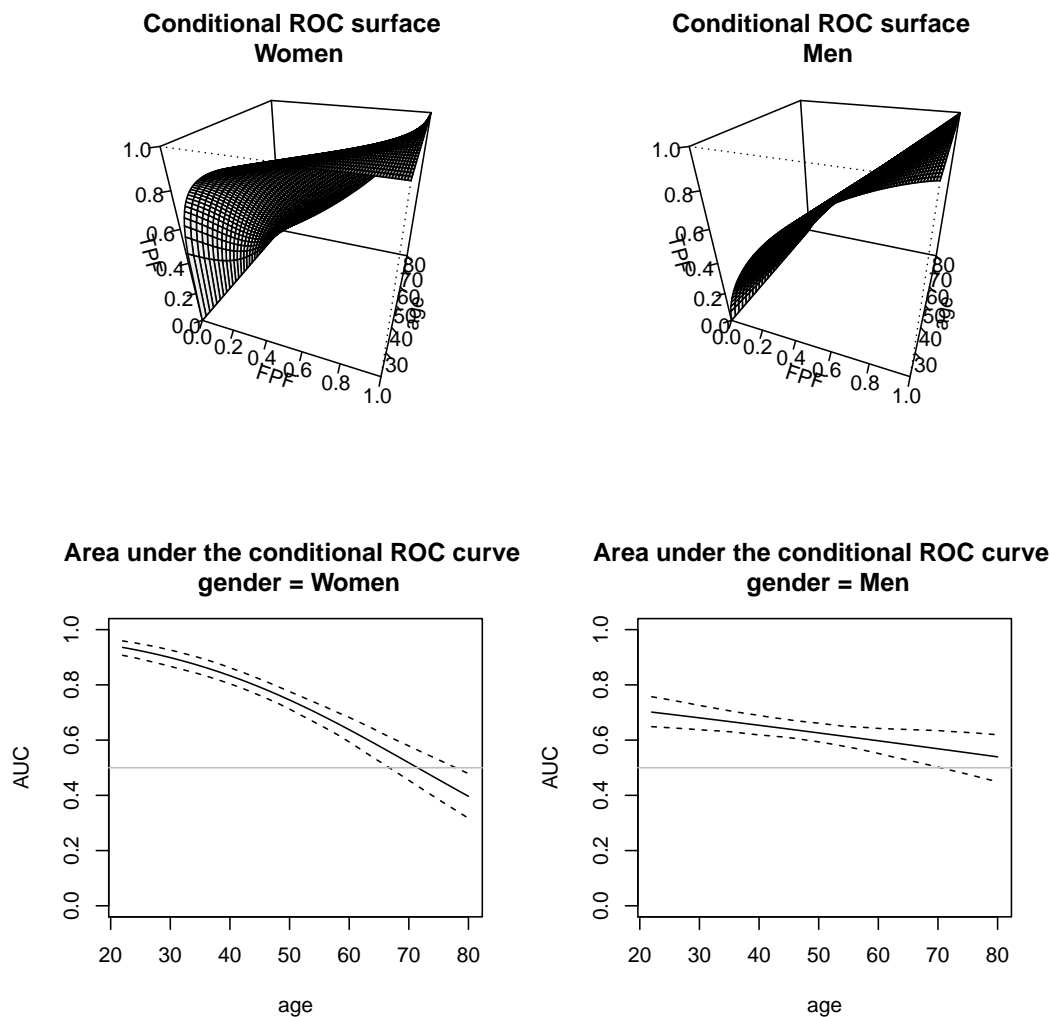 Conditional ROC surface
Women
1.0
0.8
0.6
TPF
0.4
0.2
0.0
0.0
0.2
0.4
0.6
0.8
1.0
FPF
80
70
60
50
40
30
age
Conditional ROC surface
Men
1.0
0.8
0.6
TPF
0.4
0.2
0.0
0.0
0.2
0.4
0.6
0.8
1.0
FPF
80
70
60
50
40
30
age
Area under the conditional ROC curve
gender = Women
1.0
0.8
0.6
0.4
0.2
0.0
AUC
20 30 40 50 60 70 80
age
Area under the conditional ROC curve
gender = Men
1.0
0.8
0.6
0.4
0.2
0.0
AUC
20 30 40 50 60 70 80
age